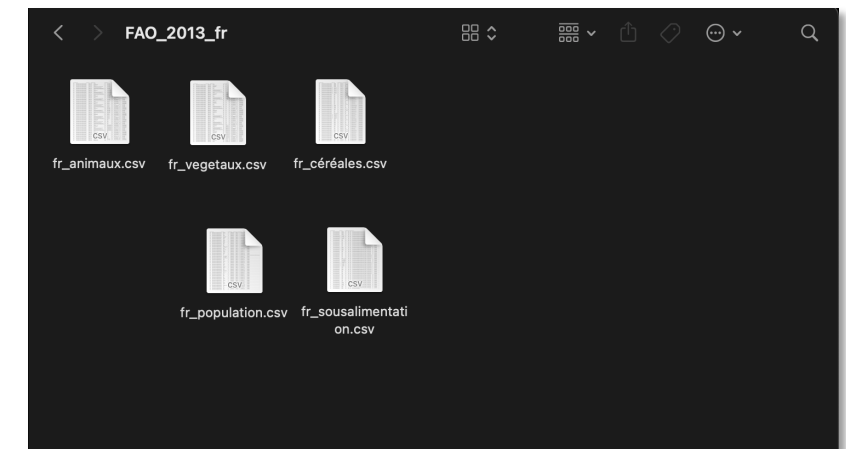 FAO_2013_fr
CSV CSV CSV
fr_animaux.csv fr_vegetaux.csv fr_céréales.csv
CSV CSV
fr_population.csv fr_sousalimentati
on.csv